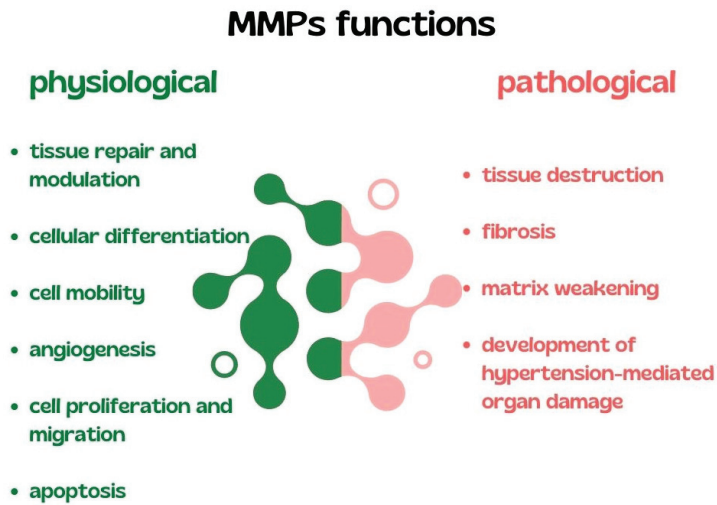 MMPs functions
physiological
• tissue repair and
modulation
• cellular differentiation
• cell mobility
• angiogenesis
• cell proliferation and
migration
• apoptosis
pathological
• tissue destruction
• fibrosis
• matrix weakening
• development of
hypertension-mediated
organ damage